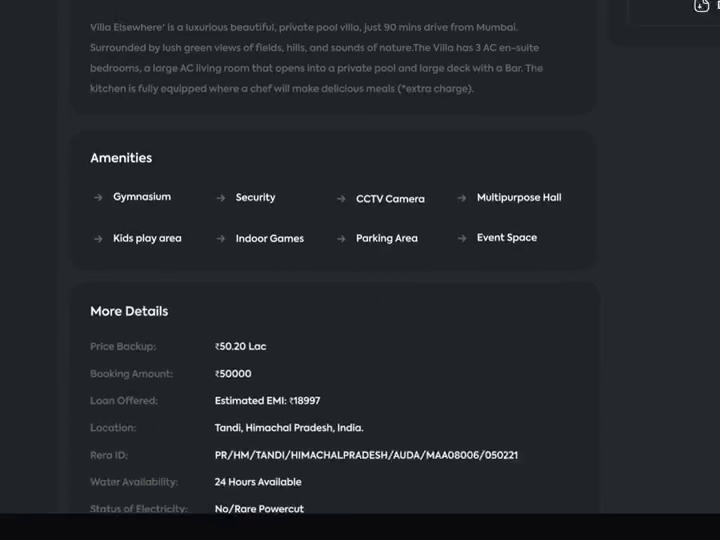 Villa Elsewhere' is a luxurious beautiful, private pool villa, just 90 mins drive from Mumbai.
Surrounded by lush green views of fields, hills, and sounds of nature.The Villa has 3 AC en-suite
bedrooms, a large AC living room that opens into a private pool and large deck with a Bar. The
kitchen is fully equipped where a chef will make delicious meals (*extra charge).
Amenities
→ Gymnasium → Security → CCTV Camera → Multipurpose Hall
→ Kids play area → Indoor Games → Parking Area → Event Space
More Details
Price Backup: ₹50.20 Lac
Booking Amount: ₹50000
Loan Offered: Estimated EMI: ₹18997
Location: Tandi, Himachal Pradesh, India.
Rera ID: PR/HM/TANDI/HIMACHALPRADESH/AUDA/MAA08006/050221
Water Availability: 24 Hours Available
Status of Electricity: No/Rare Powercut